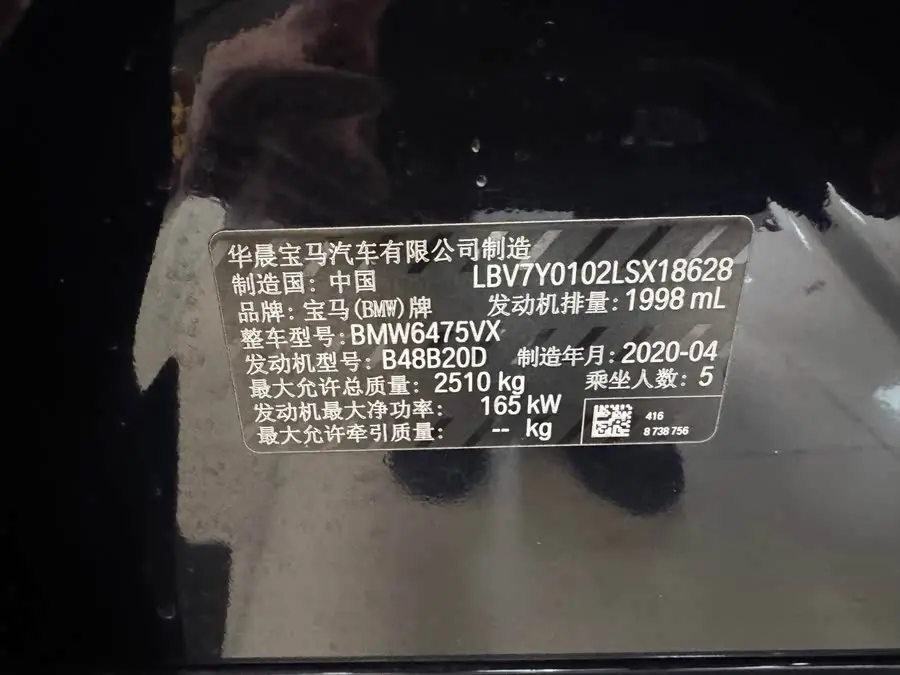 华晨宝马汽车有限公司制造
制造国：中国 LBV7Y0102LSX18628
品牌：宝马(BMW)牌 发动机排量：1998 mL
整车型号：BMW6475VX
发动机型号：B48B20D 制造年月：2020-04
最大允许总质量：2510 kg 乘坐人数：5
发动机最大净功率：165 kW
最大允许牵引质量：-- kg
416
8 738 756